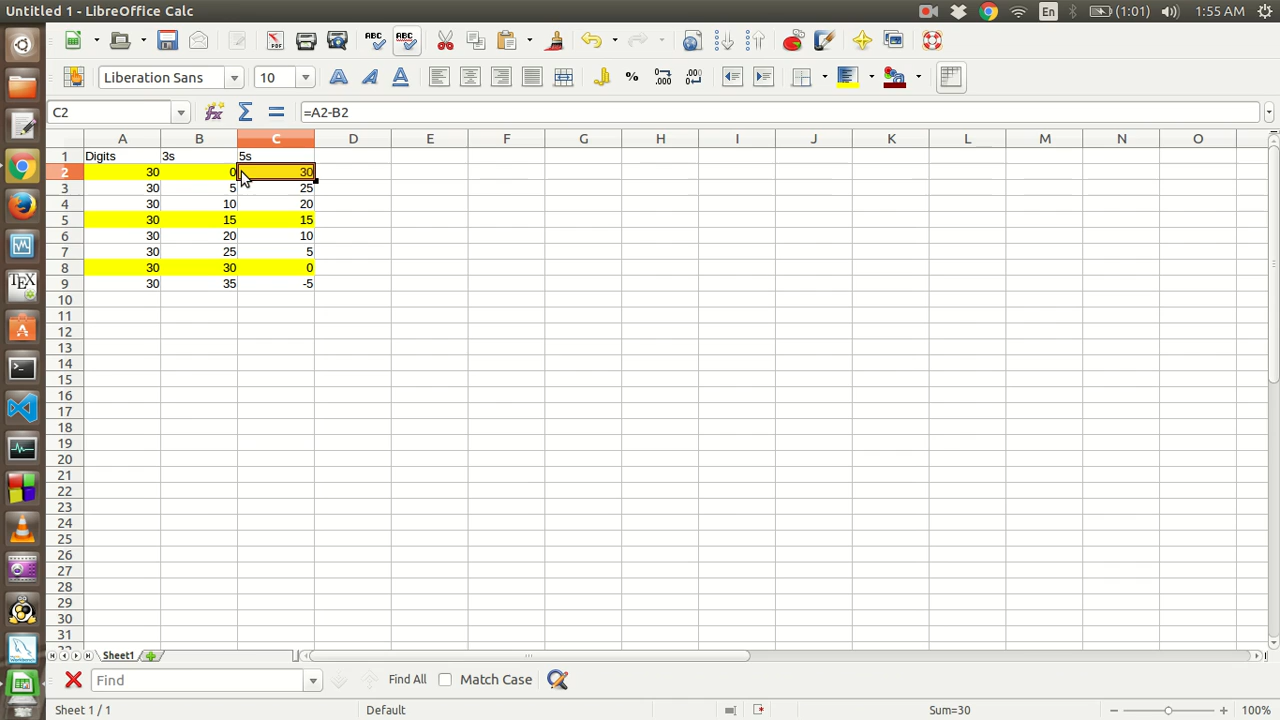 Untitled 1 - LibreOffice Calc
En
(1:01)
1:55 AM
Liberation Sans
10
C2
=A2-B2
A B C D E F G H I J K L M N O
1 Digits 3s 5s
2 30 0 30
3 30 5 25
4 30 10 20
5 30 15 15
6 30 20 10
7 30 25 5
8 30 30 0
9 30 35 -5
10
11
12
13
14
15
16
17
18
19
20
21
22
23
24
25
26
27
28
29
30
31
Sheet1
Find
Find All
Match Case
Sheet 1 / 1
Default
Sum=30
100%